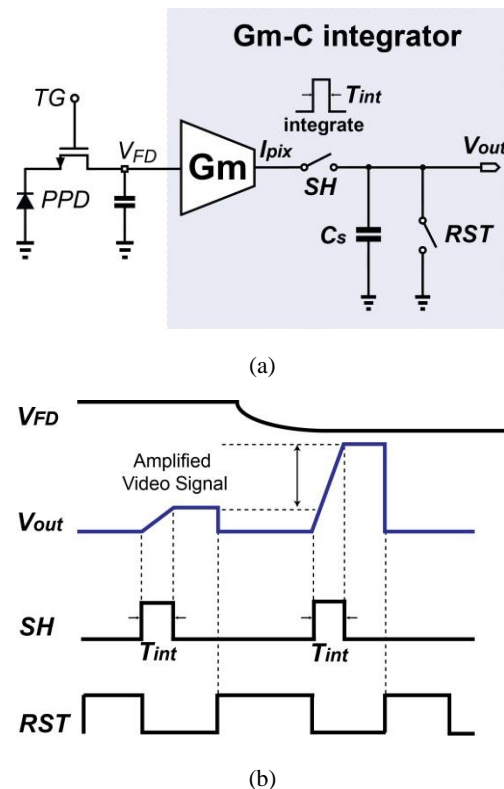 Gm-C integrator
TG
Tint
integrate
VFD
Gm
Ipix
Vout
SH
PPD
Cs
RST
(a)
VFD
Amplified
Video Signal
Vout
SH
Tint
Tint
RST
(b)